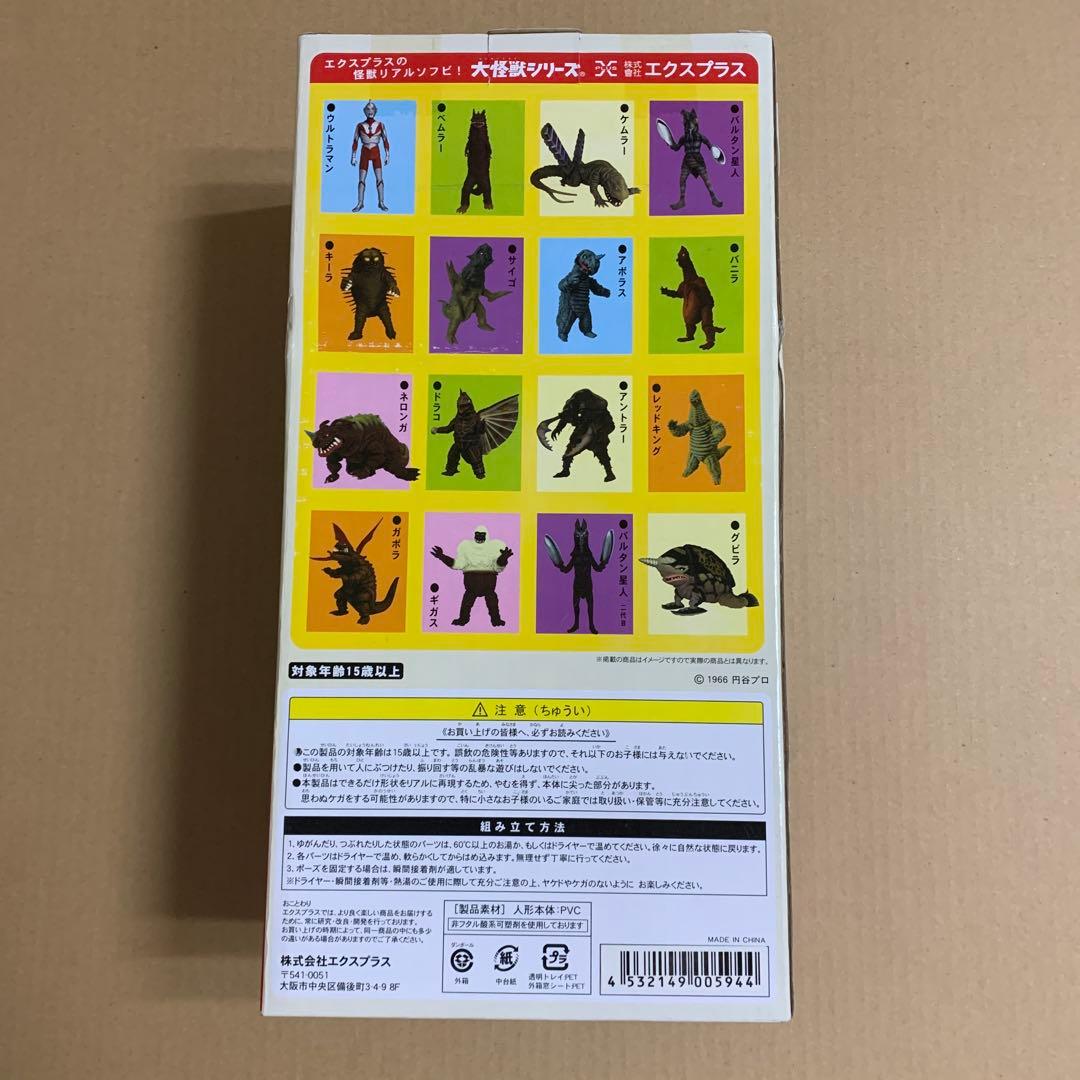 エクスプラスの
怪獣リアルソフビ!
大怪獣シリーズ®
PLUS
株式會社エクスプラス
●ウルトラマン
●ベムラー
●ケムラー
●バルタン星人
●キーラ
●サイゴ
●アボラス
●バニラ
●ネロンガ
●ドラコ
●アントラー
●レッドキング
●ガボラ
●ギガス
●バルタン星人 二代目
●グビラ
※掲載の商品はイメージですので実際の商品とは異なります。
対象年齢15歳以上
© 1966 円谷プロ
⚠ 注意(ちゅうい)
《お買い上げの皆様へ、必ずお読みください》
●この製品の対象年齢は15歳以上です。誤飲の危険性等ありますので、それ以下のお子様には与えないでください。
●製品を用いて人にぶつけたり、振り回す等の乱暴な遊びはしないでください。
●本製品はできるだけ形状をリアルに再現するため、やむを得ず、本体に尖った部分があります。
思わぬケガをする可能性がありますので、特に小さなお子様のいるご家庭では取り扱い・保管等に充分注意してください。
組み立て方法
1. ゆがんだり、つぶれたりした状態のパーツは、60℃以上のお湯か、もしくはドライヤーで温めてください。徐々に自然な状態に戻ります。
2. 各パーツはドライヤーで温め、軟らかくしてからはめ込みます。無理せず丁寧に行ってください。
3. ポーズを固定する場合は、瞬間接着剤が適しています。
※ドライヤー・瞬間接着剤等・熱湯のご使用に際して充分ご注意の上、ヤケドやケガのないように お楽しみください。
おことわり
エクスプラスでは、より良く楽しい商品をお届けする
ために、常に研究・改良・開発を行っております。
お買い上げの時期によって、同一商品の中にも多少
の違いがある場合がありますのでご了承ください。
株式会社エクスプラス
〒541-0051
大阪市中央区備後町3-4-9 8F
[製品素材] 人形本体:PVC
非フタル酸系可塑剤を使用しております
ダンボール
外箱
紙
中台紙
プラ
透明トレイ:PET
外箱窓シート:PET
MADE IN CHINA
4 532149 005944